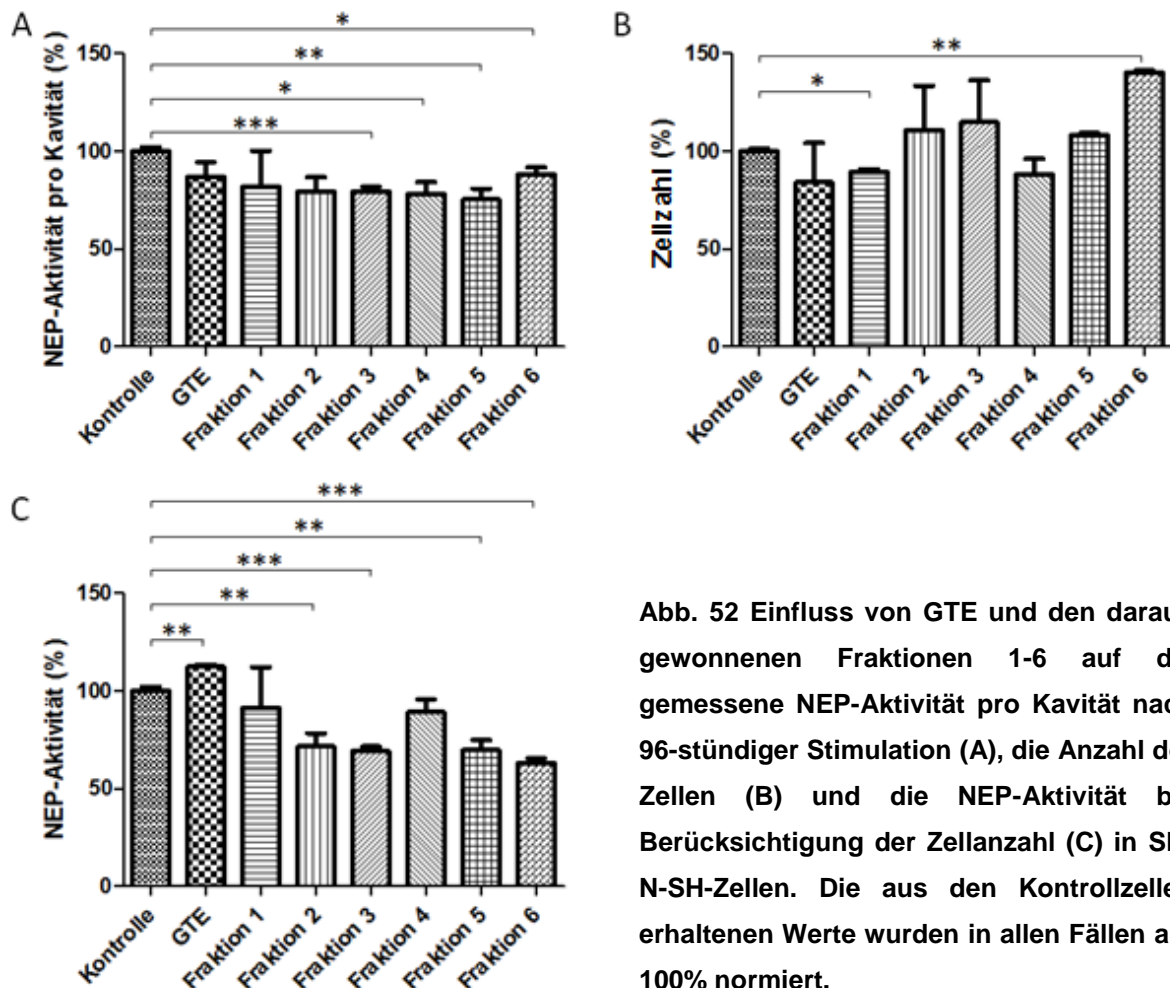 A
NEP-Aktivität pro Kavität (%)
150
100
50
0
*
**
*
***
Kontrolle
GTE
Fraktion 1
Fraktion 2
Fraktion 3
Fraktion 4
Fraktion 5
Fraktion 6
B
Zellzahl (%)
150
100
50
0
**
*
Kontrolle
GTE
Fraktion 1
Fraktion 2
Fraktion 3
Fraktion 4
Fraktion 5
Fraktion 6
C
NEP-Aktivität (%)
150
100
50
0
***
**
***
**
**
Kontrolle
GTE
Fraktion 1
Fraktion 2
Fraktion 3
Fraktion 4
Fraktion 5
Fraktion 6
Abb. 52 Einfluss von GTE und den darau
gewonnenen Fraktionen 1-6 auf d
gemessene NEP-Aktivität pro Kavität nac
96-stündiger Stimulation (A), die Anzahl de
Zellen (B) und die NEP-Aktivität b
Berücksichtigung der Zellanzahl (C) in S
N-SH-Zellen. Die aus den Kontrollzelle
erhaltenen Werte wurden in allen Fällen a
100% normiert.